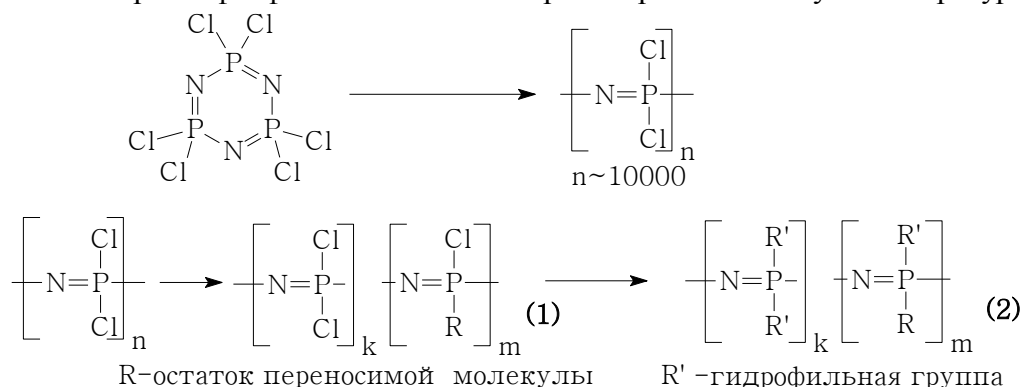 Cl Cl
P
N N
Cl P P Cl
Cl N Cl
Cl
N=P
Cl
n
n~10000
Cl
N=P
Cl
n
Cl
N=P
Cl
k
Cl
N=P
R
m
(1)
R'
N=P
R'
k
R'
N=P
R
m
(2)
R-остаток переносимой молекулы
R' -гидрофильная группа